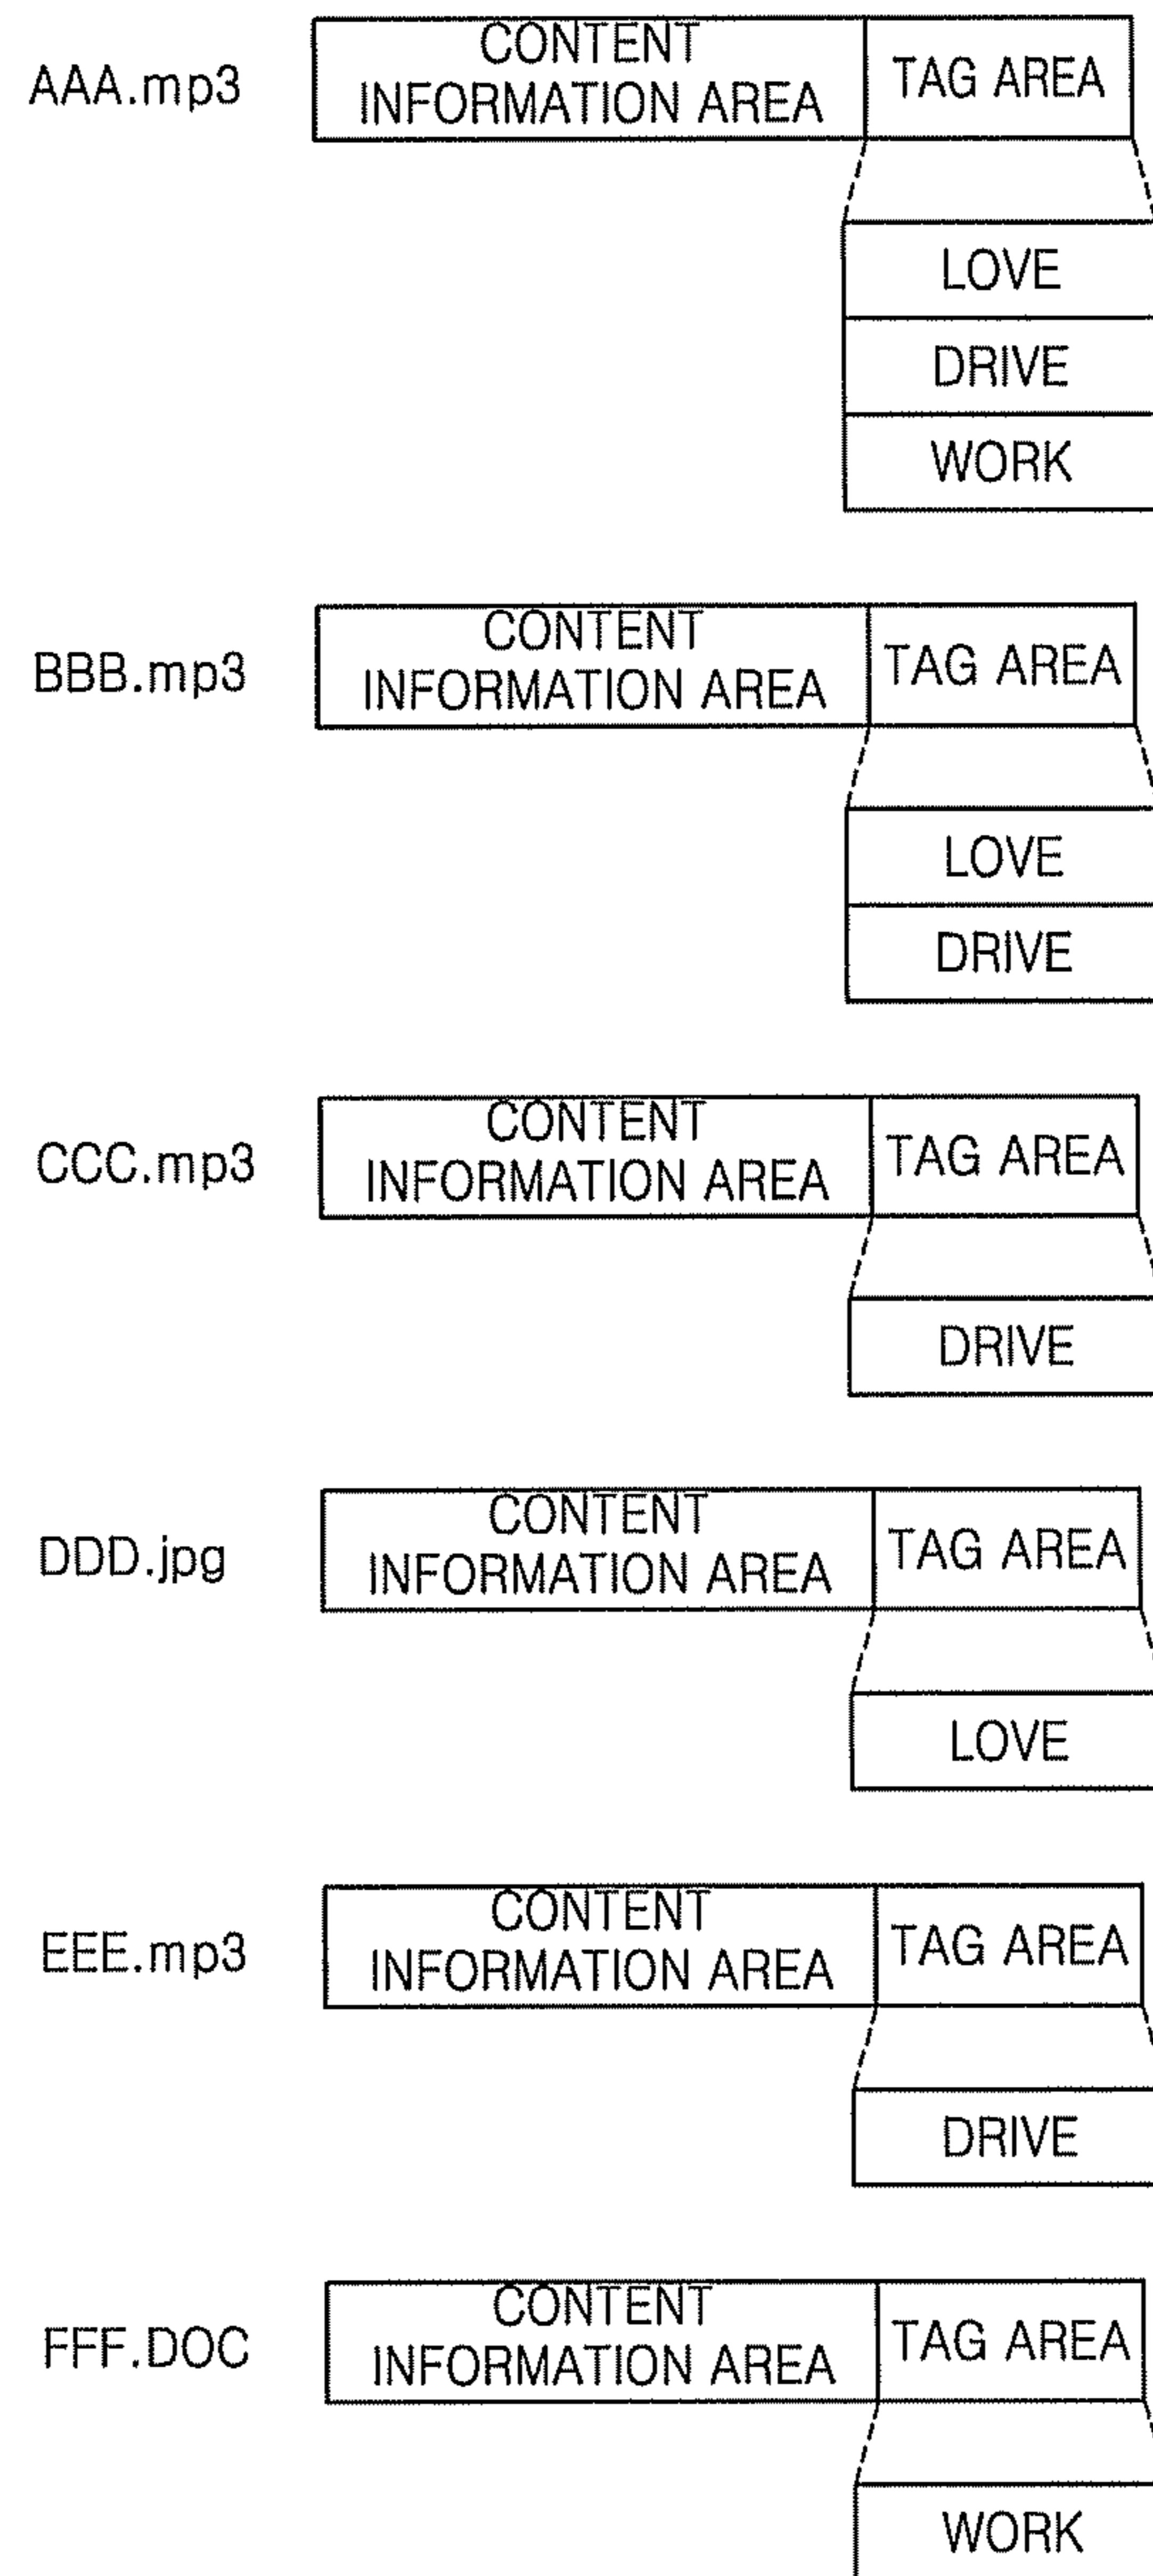 AAA.mp3
CONTENT
INFORMATION AREA
TAG AREA
LOVE
DRIVE
WORK
BBB.mp3
CONTENT
INFORMATION AREA
TAG AREA
LOVE
DRIVE
CCC.mp3
CONTENT
INFORMATION AREA
TAG AREA
DRIVE
DDD.jpg
CONTENT
INFORMATION AREA
TAG AREA
LOVE
EEE.mp3
CONTENT
INFORMATION AREA
TAG AREA
DRIVE
FFF.DOC
CONTENT
INFORMATION AREA
TAG AREA
WORK